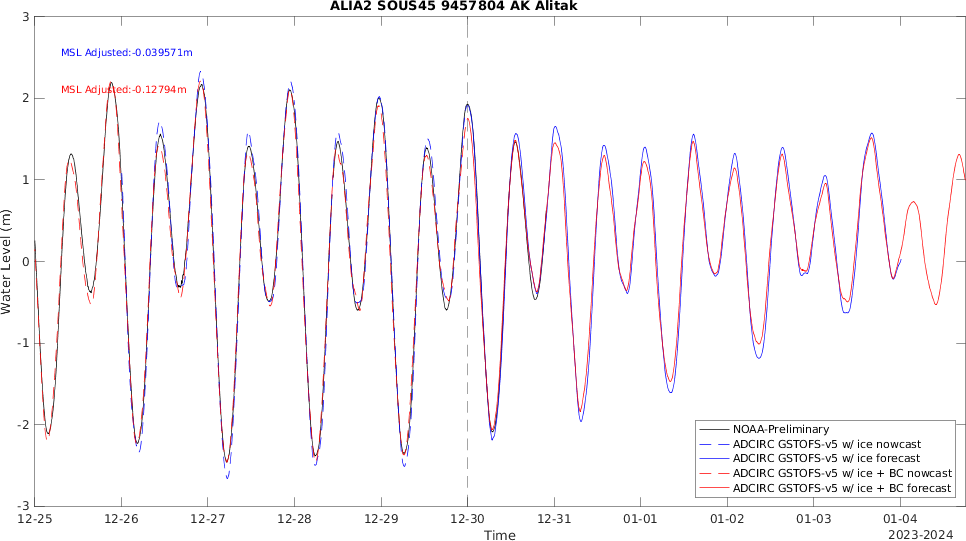 ALIA2 SOUS45 9457804 AK Alitak
3
2
1
0
-1
-2
-3
Water Level (m)
MSL Adjusted:-0.039571m
MSL Adjusted:-0.12794m
NOAA-Preliminary
ADCIRC GSTOFS-v5 w/ ice nowcast
ADCIRC GSTOFS-v5 w/ ice forecast
ADCIRC GSTOFS-v5 w/ ice + BC nowcast
ADCIRC GSTOFS-v5 w/ ice + BC forecast
12-25 12-26 12-27 12-28 12-29 12-30 12-31 01-01 01-02 01-03 01-04
Time
2023-2024